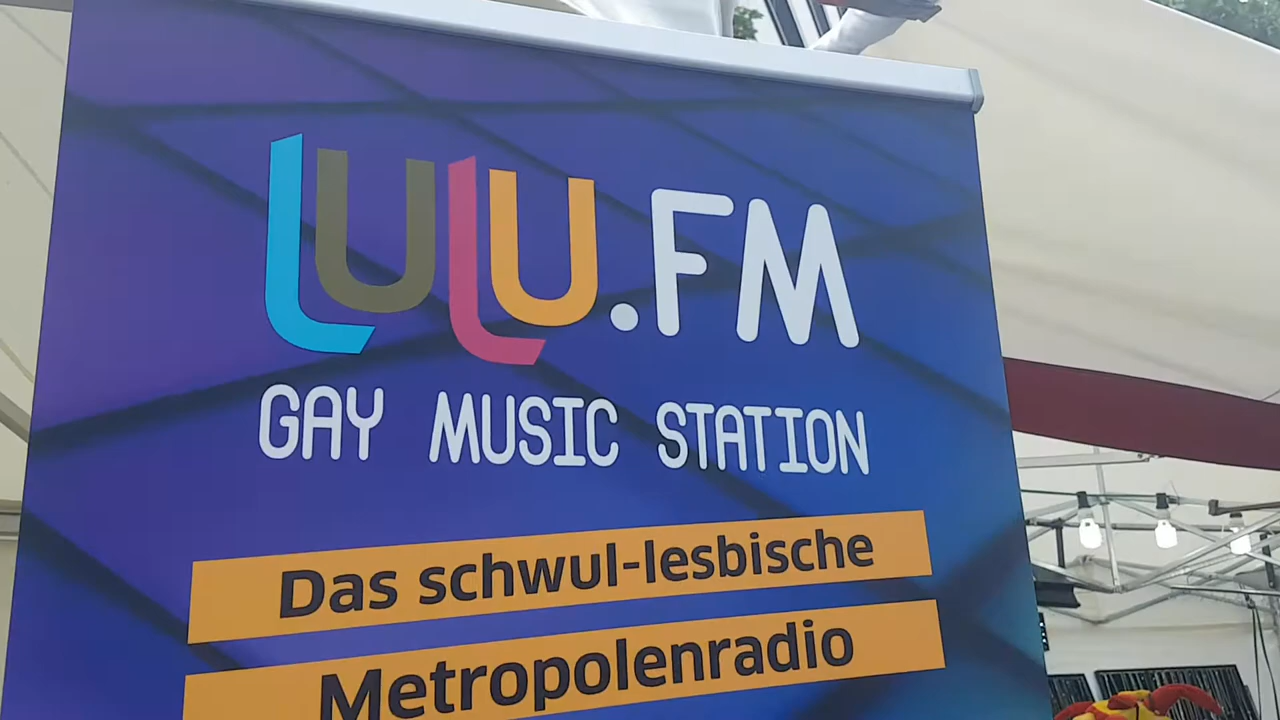 LULU.FM
GAY MUSIC STATION
Das schwul-lesbische
Metropolenradio